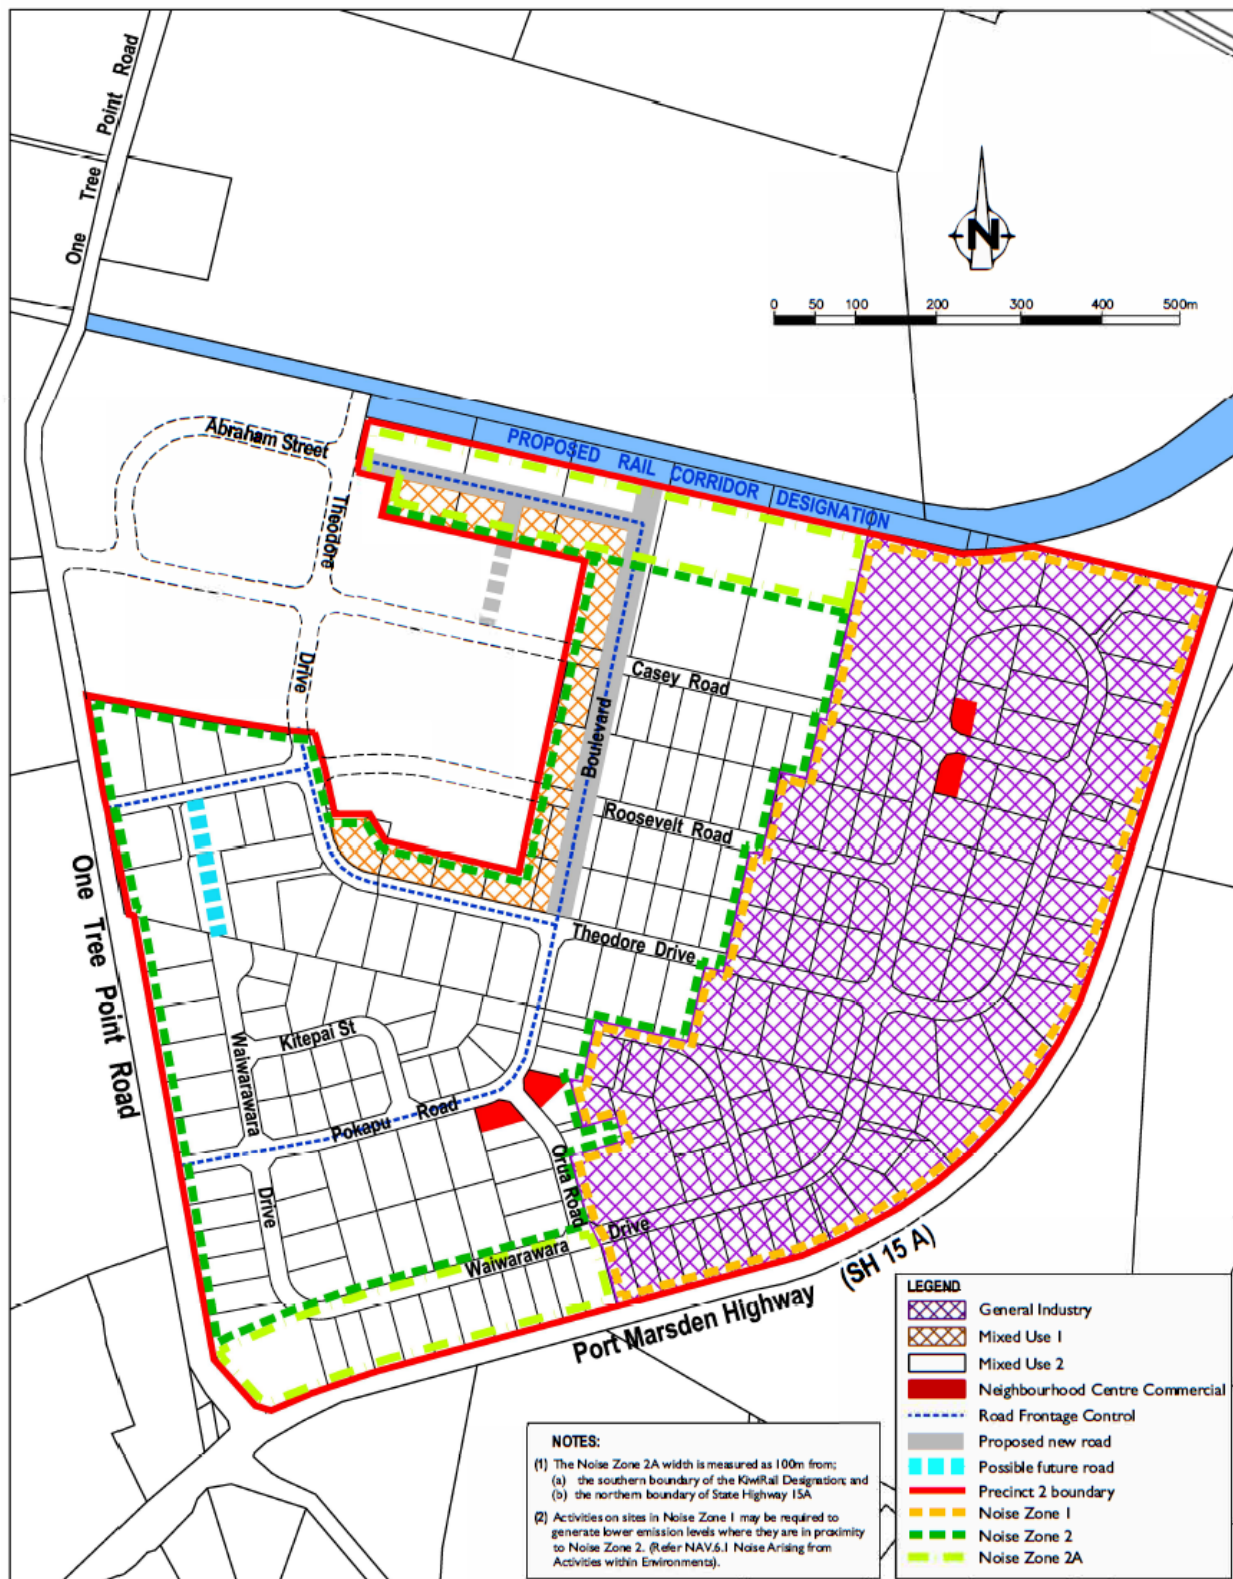 One Tree Point Road
N
0 50 100 200 300 400 500m
Abraham Street
PROPOSED RAIL CORRIDOR DESIGNATION
Theodore
Drive
Casey Road
Boulevard
Roosevelt Road
One Tree Point Road
Theodore Drive
Kitepai St
Waiwarawara
Pokapu Road
Orua Road
Drive
Waiwarawara Drive
Port Marsden Highway (SH 15 A)
LEGEND
General Industry
Mixed Use 1
Mixed Use 2
Neighbourhood Centre Commercial
Road Frontage Control
Proposed new road
Possible future road
Precinct 2 boundary
Noise Zone 1
Noise Zone 2
Noise Zone 2A
NOTES:
(1) The Noise Zone 2A width is measured as 100m from;
(a) the southern boundary of the KiwiRail Designation; and
(b) the northern boundary of State Highway 15A
(2) Activities on sites in Noise Zone 1 may be required to
generate lower emission levels where they are in proximity
to Noise Zone 2. (Refer NAV.6.1 Noise Arising from
Activities within Environments).